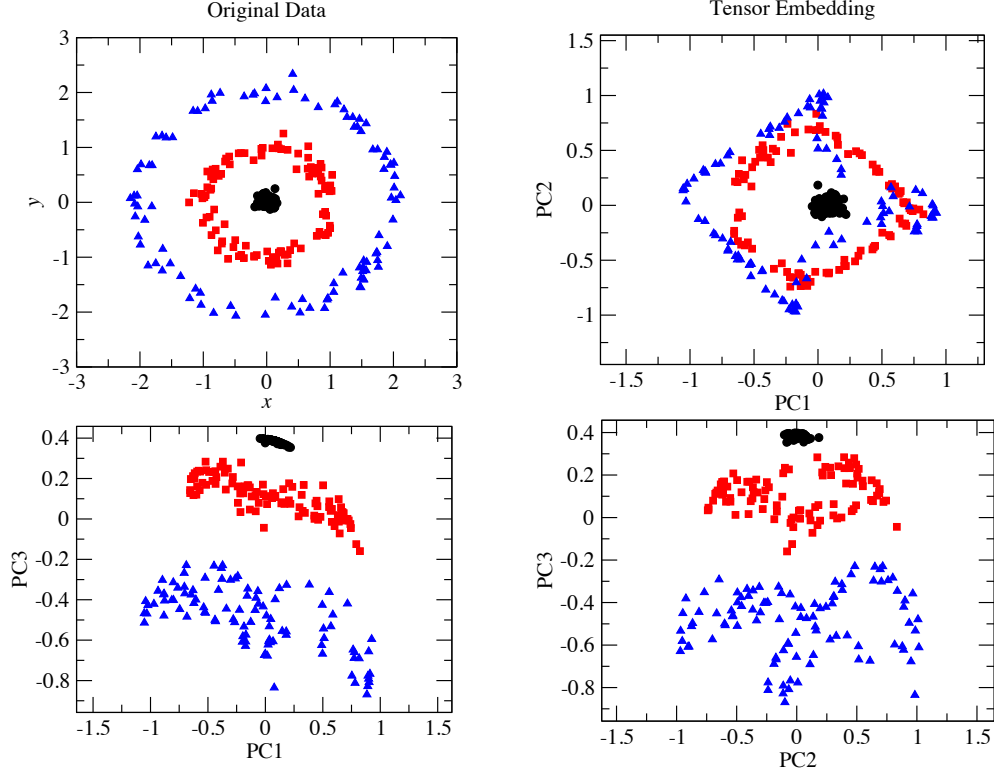 Original Data
3
2
1
0
-1
-2
-3
y
-3 -2 -1 0 1 2 3
x
Tensor Embedding
1.5
1
0.5
0
-0.5
-1
PC2
-1.5 -1 -0.5 0 0.5 1
PC1
0.4
0.2
0
-0.2
-0.4
-0.6
-0.8
PC3
-1.5 -1 -0.5 0 0.5 1 1.5
PC1
0.4
0.2
0
-0.2
-0.4
-0.6
-0.8
PC3
-1.5 -1 -0.5 0 0.5 1 1.5
PC2